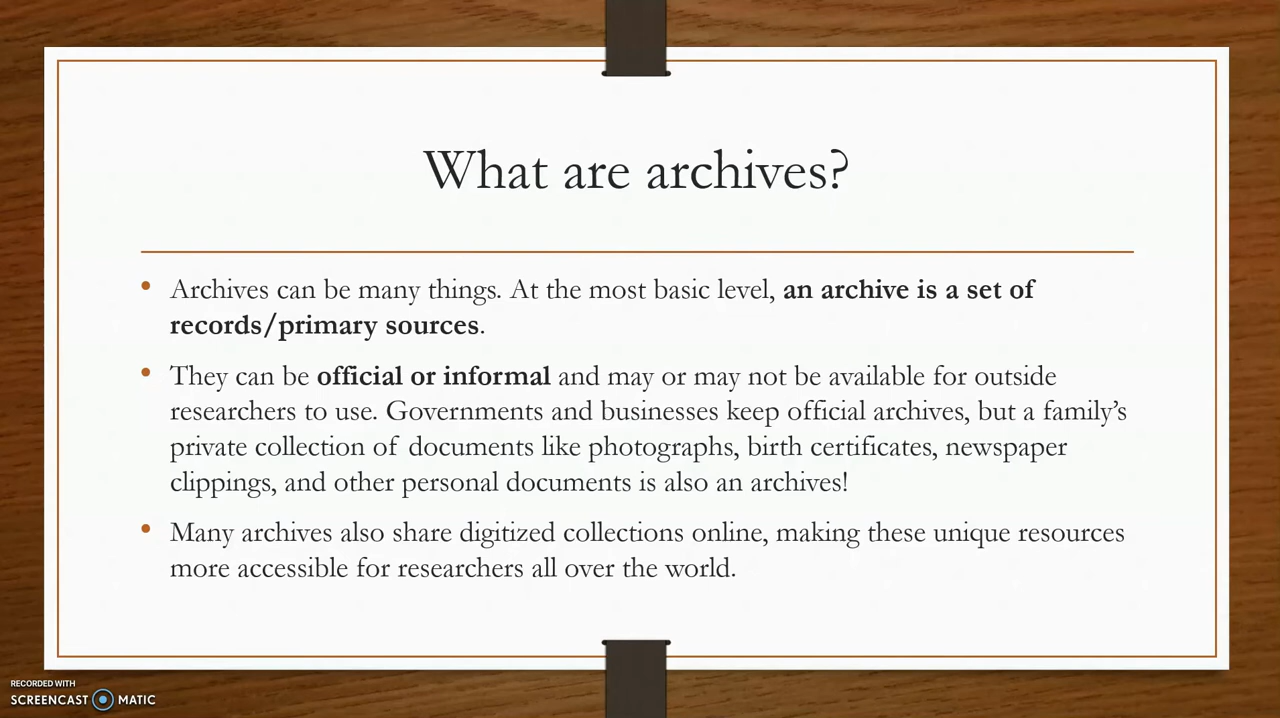 What are archives?
• Archives can be many things. At the most basic level, an archive is a set of
records/primary sources.
• They can be official or informal and may or may not be available for outside
researchers to use. Governments and businesses keep official archives, but a family’s
private collection of documents like photographs, birth certificates, newspaper
clippings, and other personal documents is also an archives!
• Many archives also share digitized collections online, making these unique resources
more accessible for researchers all over the world.
RECORDED WITH
SCREENCAST MATIC